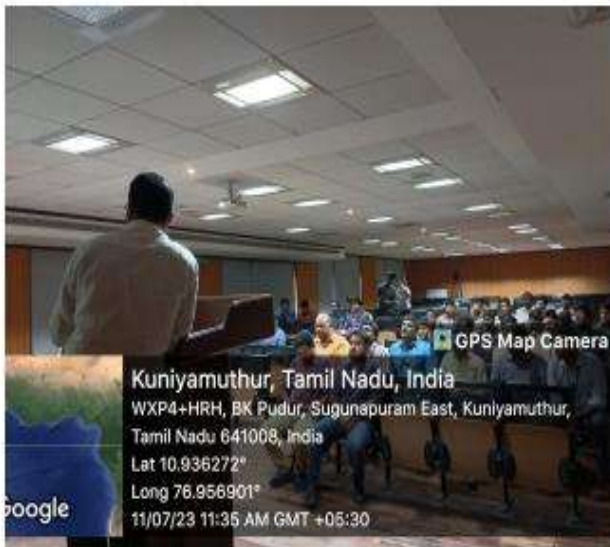 GPS Map Camera
Kuniyamuthur, Tamil Nadu, India
WXP4+HRH, BK Pudur, Sugunapuram East, Kuniyamuthur,
Tamil Nadu 641008, India
Lat 10.936272°
Long 76.956901°
11/07/23 11:35 AM GMT +05:30
Google